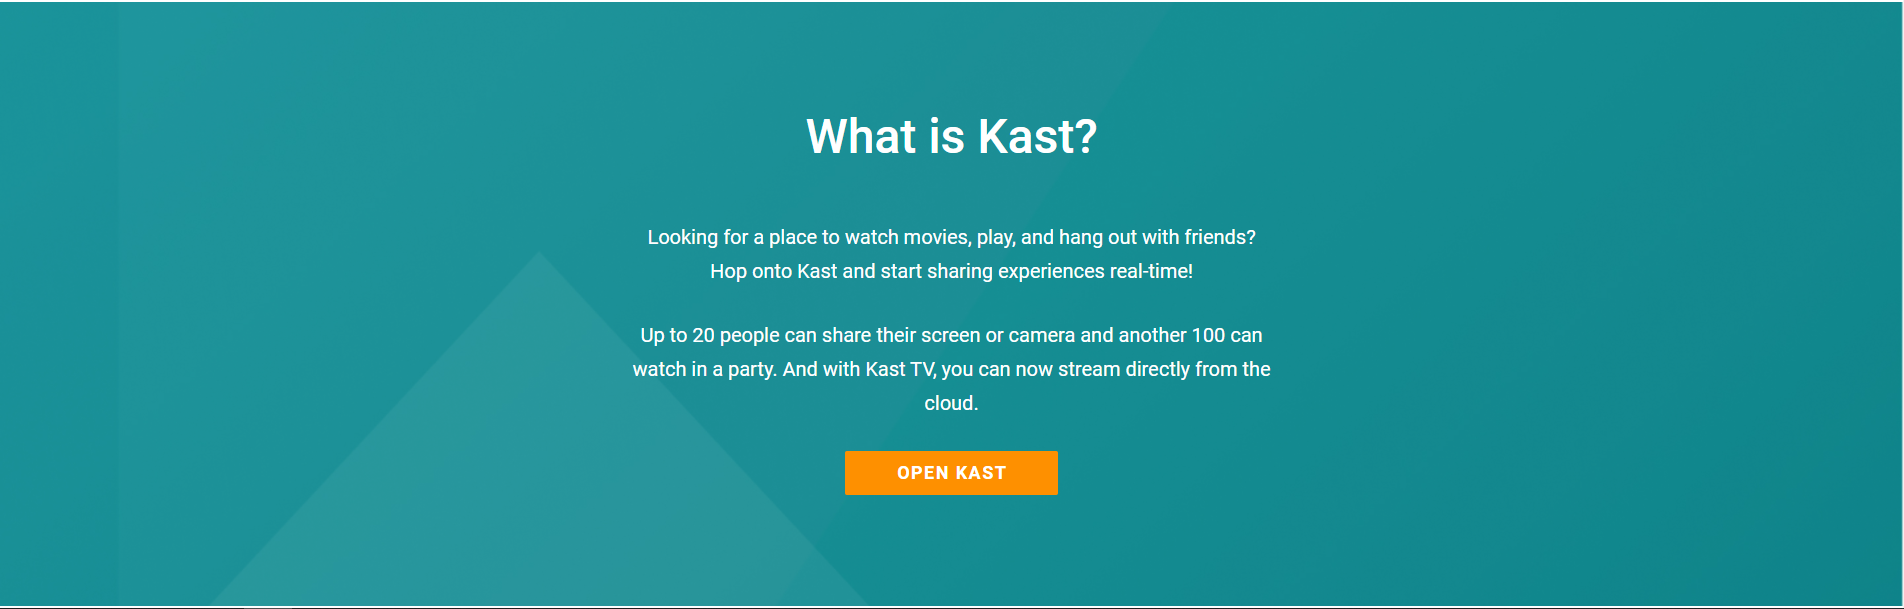 What is Kast?
Looking for a place to watch movies, play, and hang out with friends?
Hop onto Kast and start sharing experiences real-time!
Up to 20 people can share their screen or camera and another 100 can
watch in a party. And with Kast TV, you can now stream directly from the
cloud.
OPEN KAST